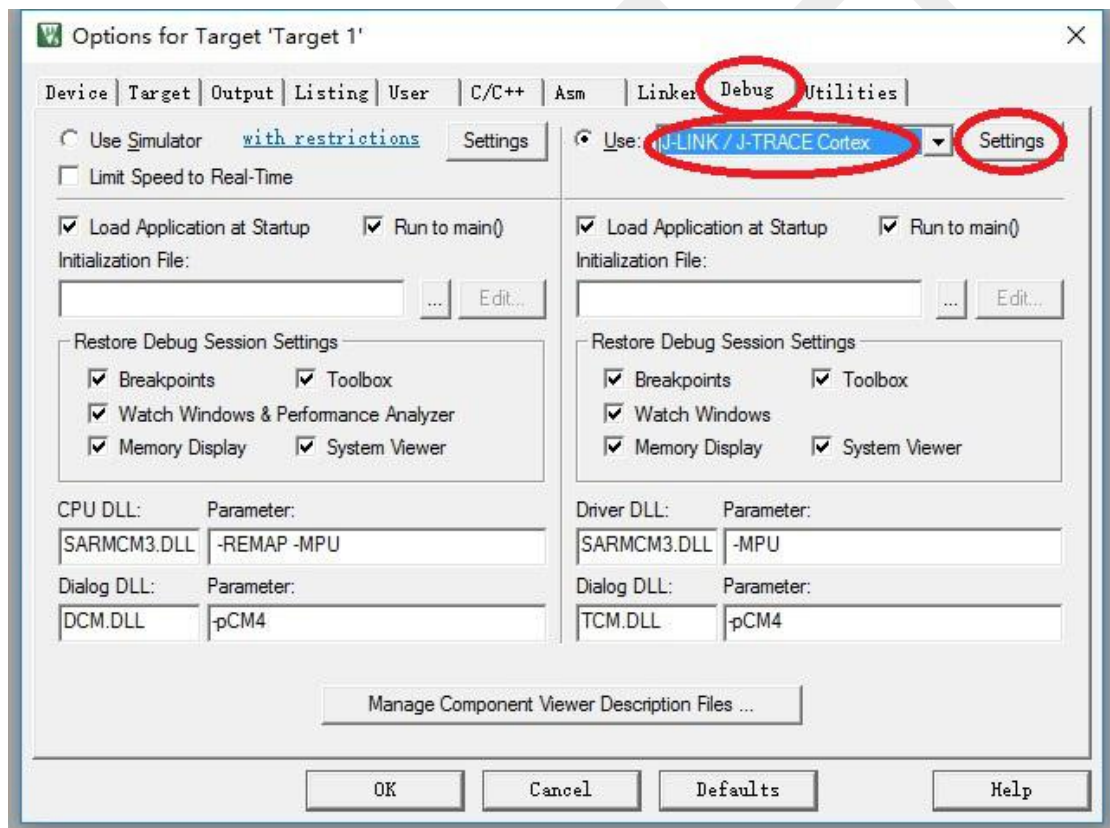 Options for Target 'Target 1'
Device Target Output Listing User C/C++ Asm Linker Debug Utilities
Use Simulator with restrictions Settings Use: J-LINK / J-TRACE Cortex Settings
Limit Speed to Real-Time
Load Application at Startup Run to main() Load Application at Startup Run to main()
Initialization File: Initialization File:
... Edit... ... Edit...
Restore Debug Session Settings Restore Debug Session Settings
Breakpoints Toolbox Breakpoints Toolbox
Watch Windows & Performance Analyzer Watch Windows
Memory Display System Viewer Memory Display System Viewer
CPU DLL: Parameter: Driver DLL: Parameter:
SARMCM3.DLL -REMAP -MPU SARMCM3.DLL -MPU
Dialog DLL: Parameter: Dialog DLL: Parameter:
DCM.DLL -pCM4 TCM.DLL -pCM4
Manage Component Viewer Description Files ...
OK Cancel Defaults Help